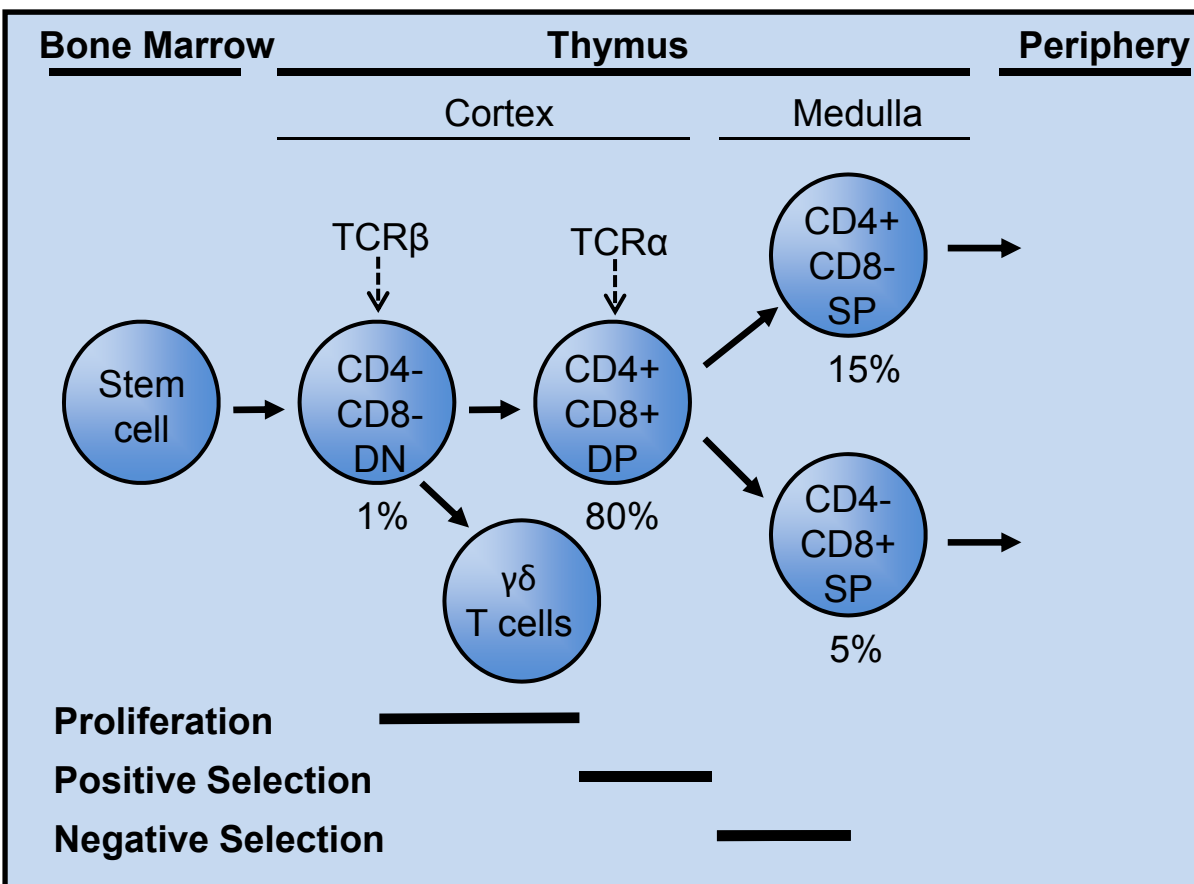 Bone Marrow
Thymus
Periphery
Cortex
Medulla
TCRβ
TCRα
CD4+
CD8-
SP
15%
Stem
cell
CD4-
CD8-
DN
1%
CD4+
CD8+
DP
80%
CD4-
CD8+
SP
5%
γδ
T cells
Proliferation
Positive Selection
Negative Selection